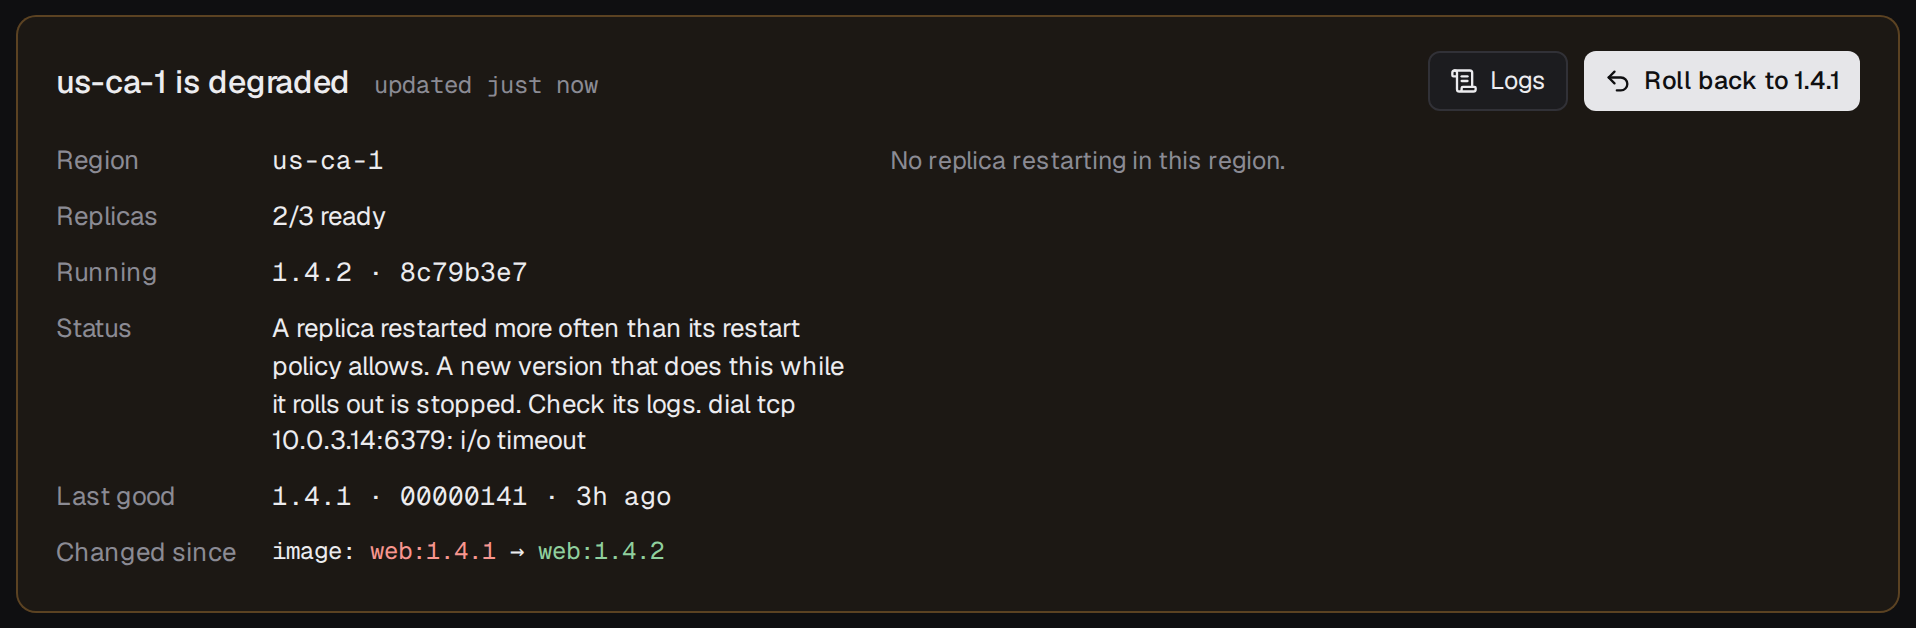 us-ca-1 is degraded updated just now
Logs
Roll back to 1.4.1
Region us-ca-1
No replica restarting in this region.
Replicas 2/3 ready
Running 1.4.2 · 8c79b3e7
Status A replica restarted more often than its restart
policy allows. A new version that does this while
it rolls out is stopped. Check its logs. dial tcp
10.0.3.14:6379: i/o timeout
Last good 1.4.1 · 00000141 · 3h ago
Changed since image: web:1.4.1 → web:1.4.2